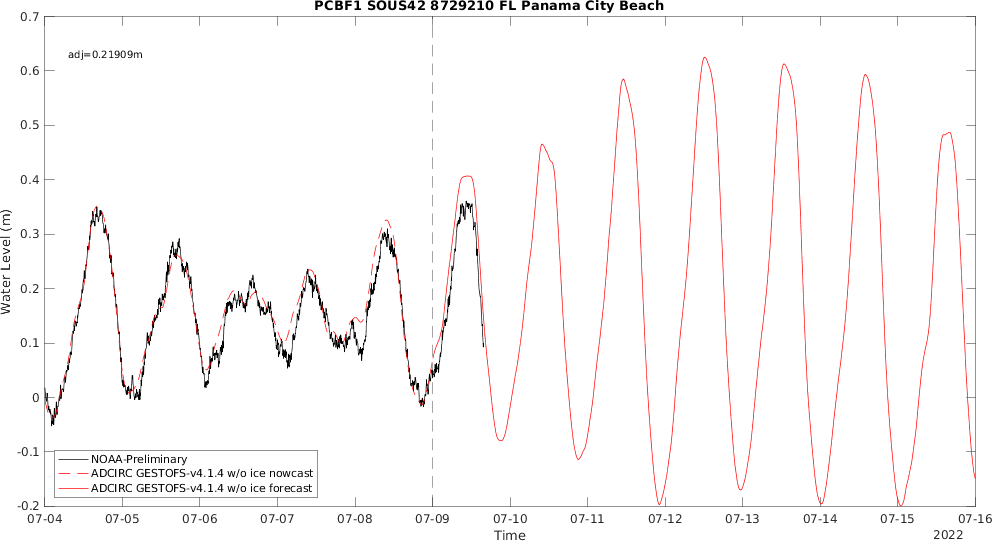 PCBF1 SOUS42 8729210 FL Panama City Beach
adj=0.21909m
0.7
0.6
0.5
0.4
0.3
0.2
0.1
0
-0.1
-0.2
Water Level (m)
NOAA-Preliminary
ADCIRC GESTOFS-v4.1.4 w/o ice nowcast
ADCIRC GESTOFS-v4.1.4 w/o ice forecast
07-04 07-05 07-06 07-07 07-08 07-09 07-10 07-11 07-12 07-13 07-14 07-15 07-16
Time
2022